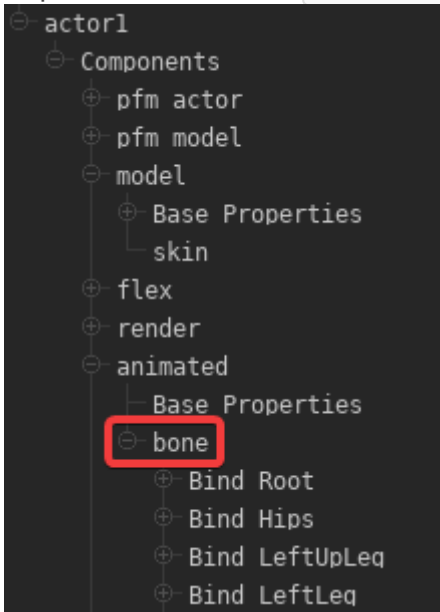 actor1
Components
pfm actor
pfm model
model
Base Properties
skin
flex
render
animated
Base Properties
bone
Bind Root
Bind Hips
Bind LeftUpLeg
Bind LeftLeg